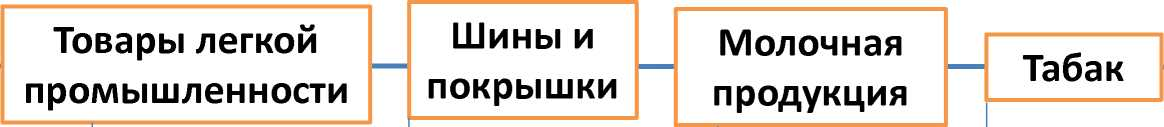 Товары легкой
промышленности
Шины и
покрышки
Молочная
продукция
Табак